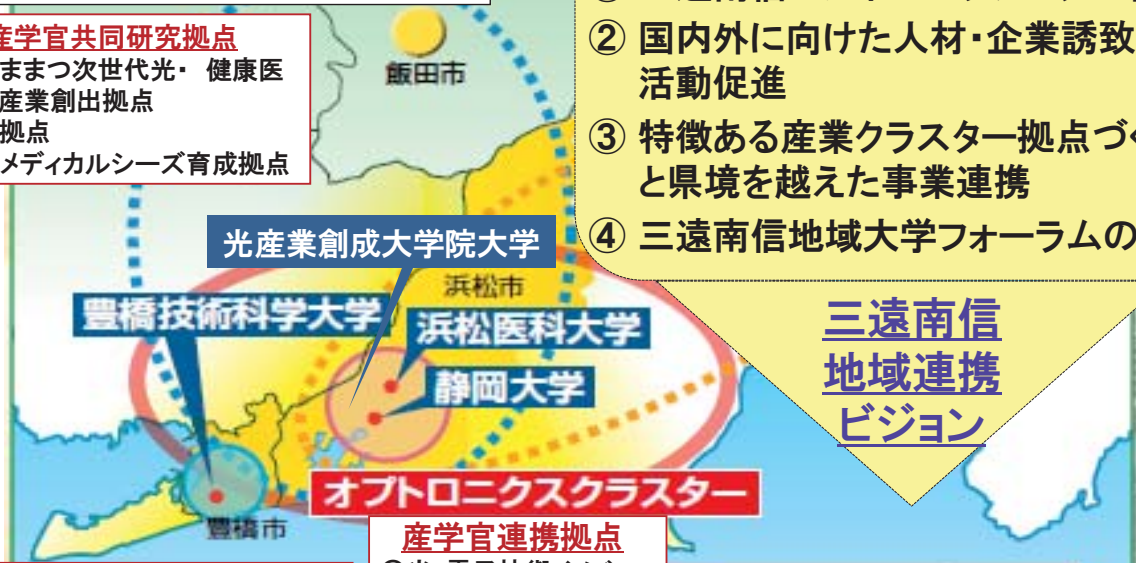 産学官共同研究拠点
ままつ次世代光・ 健康医
産業創出拠点
拠点
メディカルシーズ育成拠点
飯田市
② 国内外に向けた人材・企業誘致
活動促進
③ 特徴ある産業クラスター拠点づ
と県境を越えた事業連携
④ 三遠南信地域大学フォーラムの
光産業創成大学院大学
浜松市
豊橋技術科学大学
浜松医科大学
静岡大学
三遠南信
地域連携
ビジョン
オプトロニクスクラスター
豊橋市
産学官連携拠点